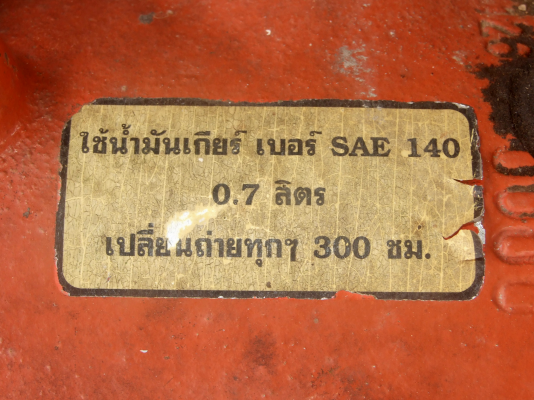 ใช้น้ำมันเกียร์ เบอร์ SAE 140
0.7 ลิตร
เปลี่ยนถ่ายทุกๆ 300 ชม.